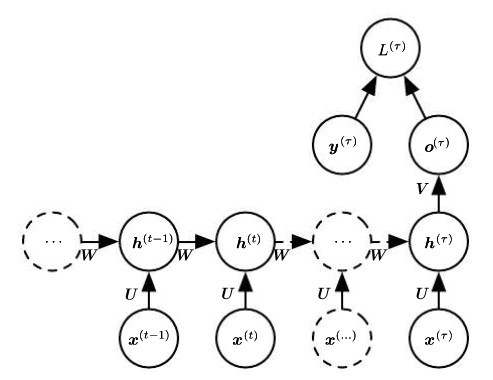 L^(τ)
y^(τ) o^(τ)
V
... h^(t−1) h^(t) ... h^(τ)
W W W W
U U U U
x^(t−1) x^(t) x^(...) x^(τ)